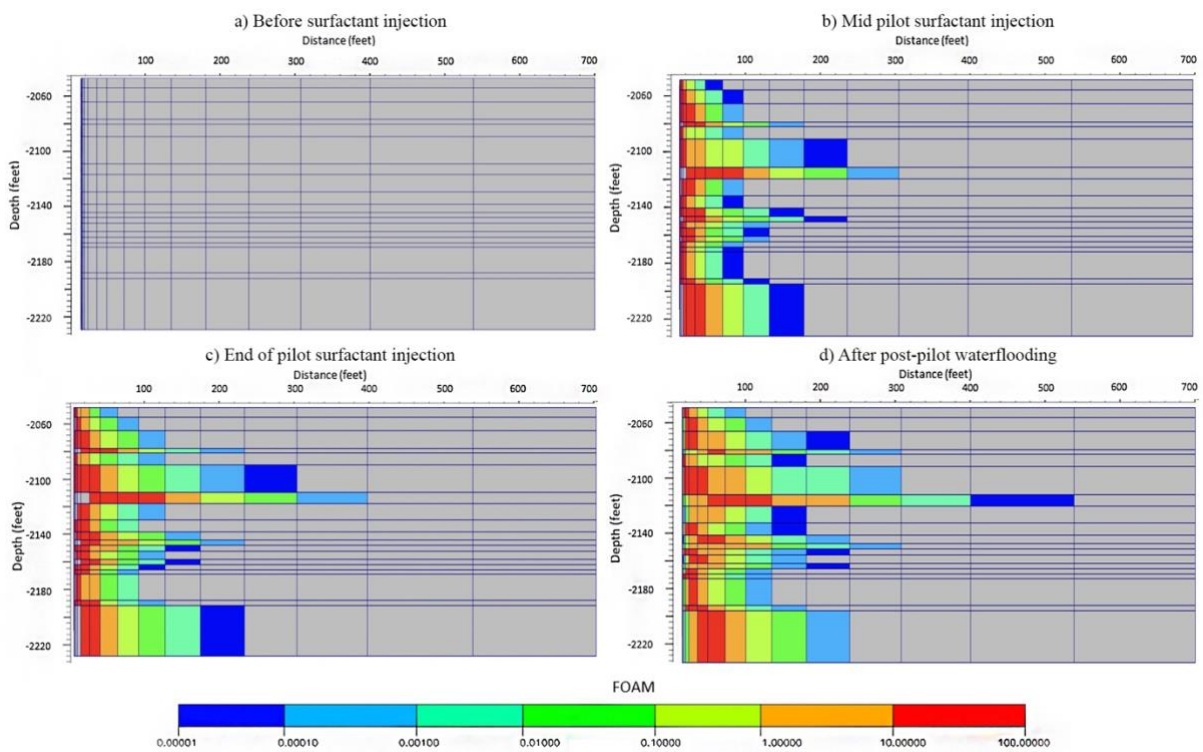 a) Before surfactant injection
Distance (feet)
100 200 300 400 500 600 700
Depth (feet)
-2060
-2100
-2140
-2180
-2220
b) Mid pilot surfactant injection
Distance (feet)
100 200 300 400 500 600 700
Depth (feet)
-2060
-2100
-2140
-2180
-2220
c) End of pilot surfactant injection
Distance (feet)
100 200 300 400 500 600 700
Depth (feet)
-2060
-2100
-2140
-2180
-2220
d) After post-pilot waterflooding
Distance (feet)
100 200 300 400 500 600 700
Depth (feet)
-2060
-2100
-2140
-2180
-2220
FOAM
0.00001 0.00010 0.00100 0.01000 0.10000 1.00000 10.00000 100.00000